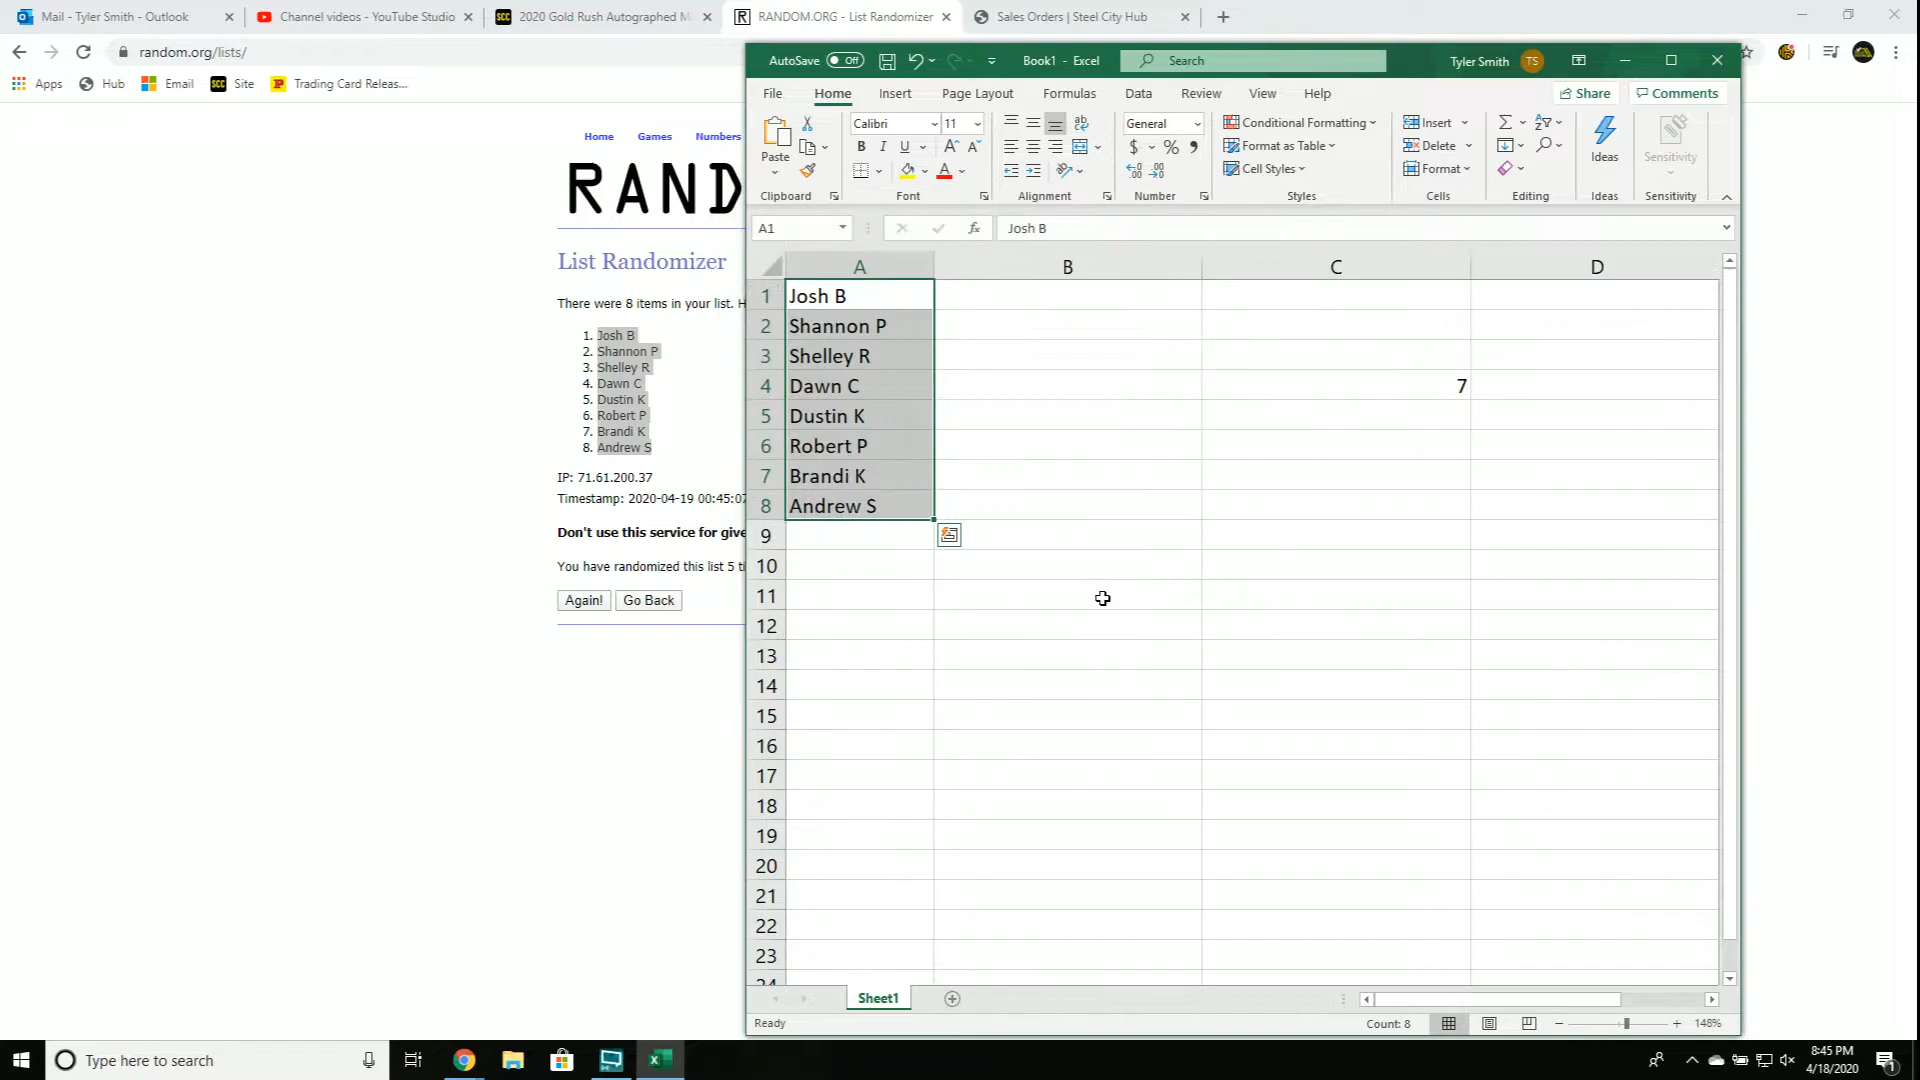 Mail - Tyler Smith - Outlook
Channel videos - YouTube Studio
SCC 2020 Gold Rush Autographed M
RANDOM.ORG - List Randomizer
Sales Orders | Steel City Hub
random.org/lists/
Apps
Hub
Email
SCC Site
Trading Card Releas...
Home
Games
Numbers
RAND
List Randomizer
There were 8 items in your list. H
1. Josh B
2. Shannon P
3. Shelley R
4. Dawn C
5. Dustin K
6. Robert P
7. Brandi K
8. Andrew S
IP: 71.61.200.37
Timestamp: 2020-04-19 00:45:07
Don't use this service for give
You have randomized this list 5 ti
Again!
Go Back
AutoSave Off
Book1 - Excel
Search
Tyler Smith TS
File Home Insert Page Layout Formulas Data Review View Help
Share
Comments
Paste
Clipboard
Calibri 11
B I U
Font
ab
Alignment
General
$ % 9
Number
Conditional Formatting
Format as Table
Cell Styles
Styles
Insert
Delete
Format
Cells
Editing
Ideas
Ideas
Sensitivity
Sensitivity
A1
fx
Josh B
A B C D
1 Josh B
2 Shannon P
3 Shelley R
4 Dawn C 7
5 Dustin K
6 Robert P
7 Brandi K
8 Andrew S
9
10
11
12
13
14
15
16
17
18
19
20
21
22
23
24
Sheet1
Ready
Count: 8
148%
Type here to search
8:45 PM
4/18/2020
1